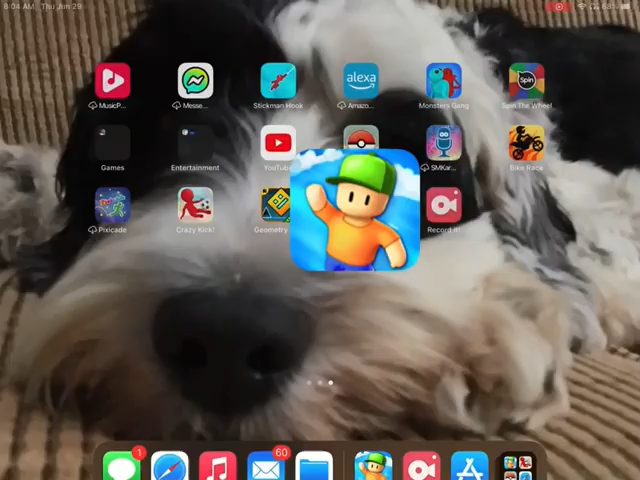 8:04 AM Thu Jun 29
68%
MusicP...
Messe...
Stickman Hook
alexa
Amazo...
Monsters Gang
Spin
Spin The Wheel
Games
Entertainment
YouTube
SMKar...
Bike Race
Pixicade
Crazy Kick!
Geometry
Record it!
1
60